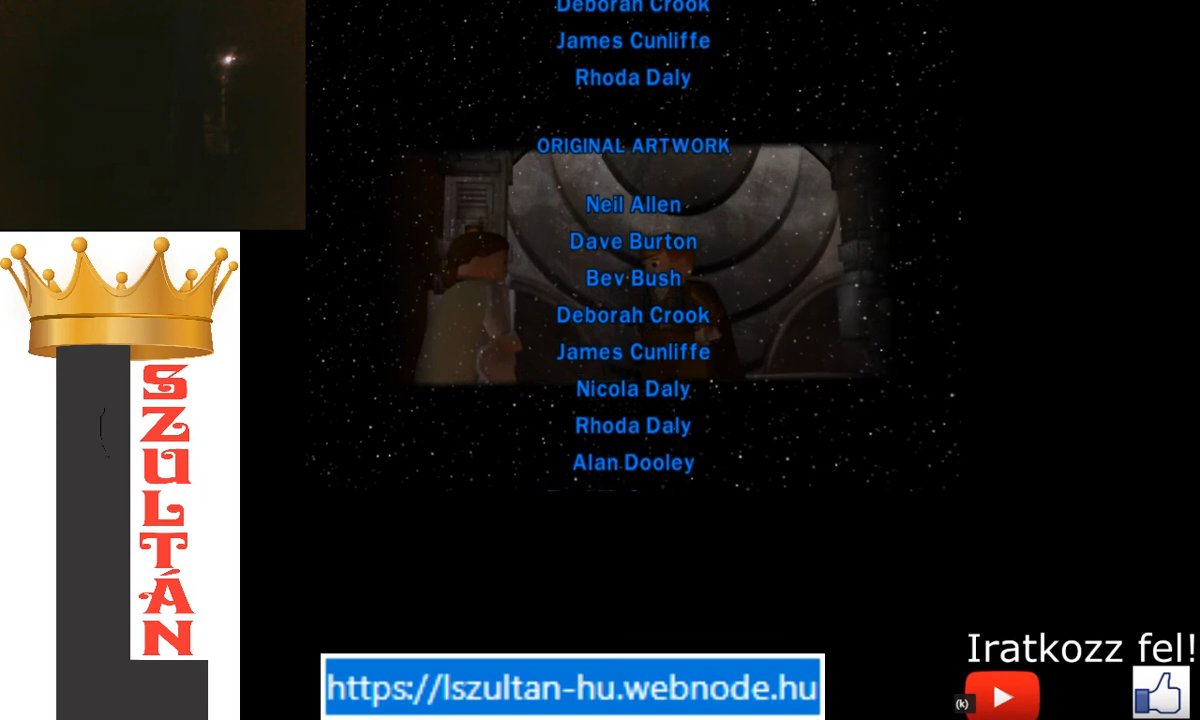 Deborah Crook
James Cunliffe
Rhoda Daly
ORIGINAL ARTWORK
Neil Allen
Dave Burton
Bev Bush
Deborah Crook
James Cunliffe
Nicola Daly
Rhoda Daly
Alan Dooley
L
SZULTÁN
https://lszultan-hu.webnode.hu
Iratkozz fel!
(k)